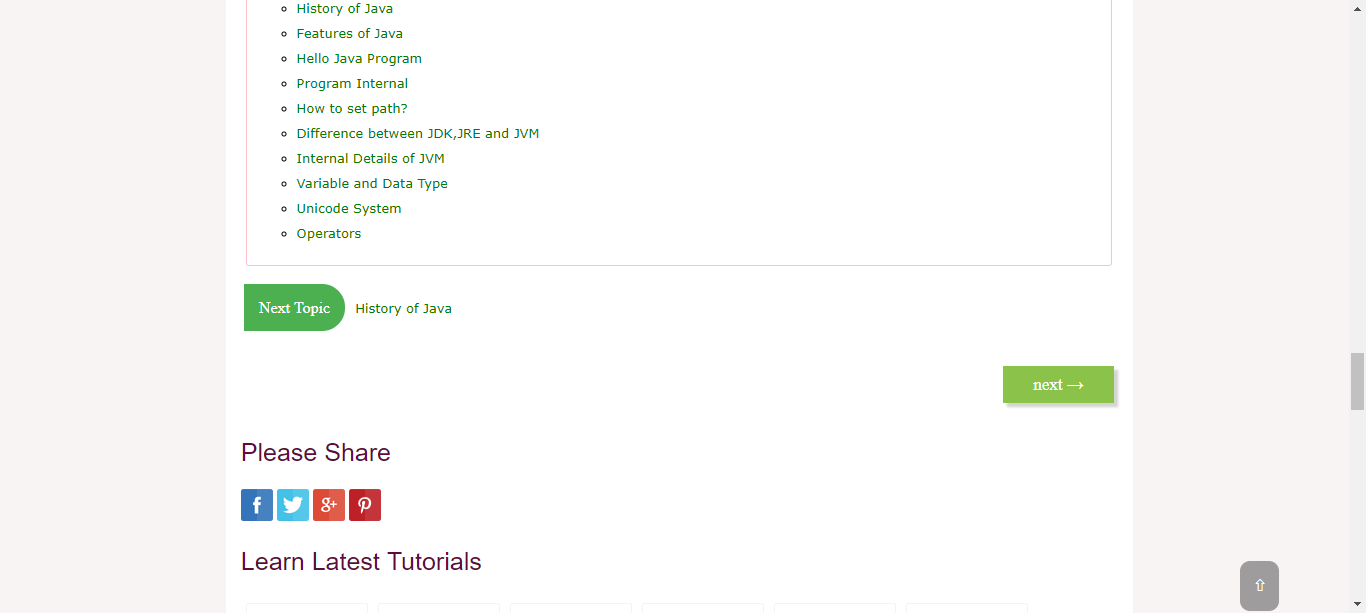 History of Java
Features of Java
Hello Java Program
Program Internal
How to set path?
Difference between JDK,JRE and JVM
Internal Details of JVM
Variable and Data Type
Unicode System
Operators
Next Topic History of Java
next →
Please Share
f g+
Learn Latest Tutorials
⇧